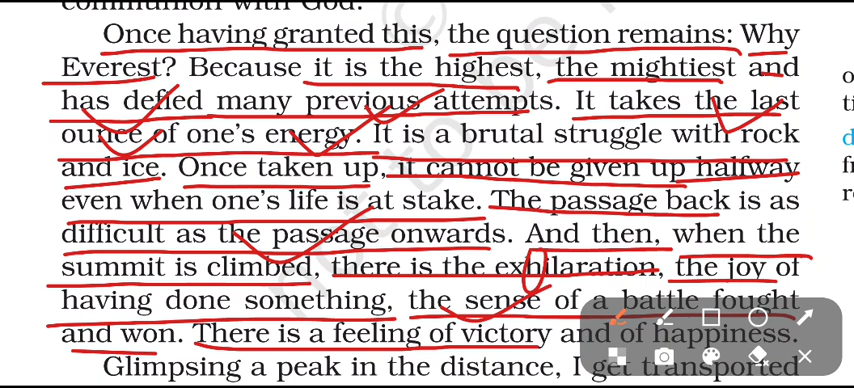 communion with God.
Once having granted this, the question remains: Why
Everest? Because it is the highest, the mightiest and
has defied many previous attempts. It takes the last
ounce of one's energy. It is a brutal struggle with rock
and ice. Once taken up, it cannot be given up halfway
even when one's life is at stake. The passage back is as
difficult as the passage onwards. And then, when the
summit is climbed, there is the exhilaration, the joy of
having done something, the sense of a battle fought
and won. There is a feeling of victory and of happiness.
Glimpsing a peak in the distance, I get transported